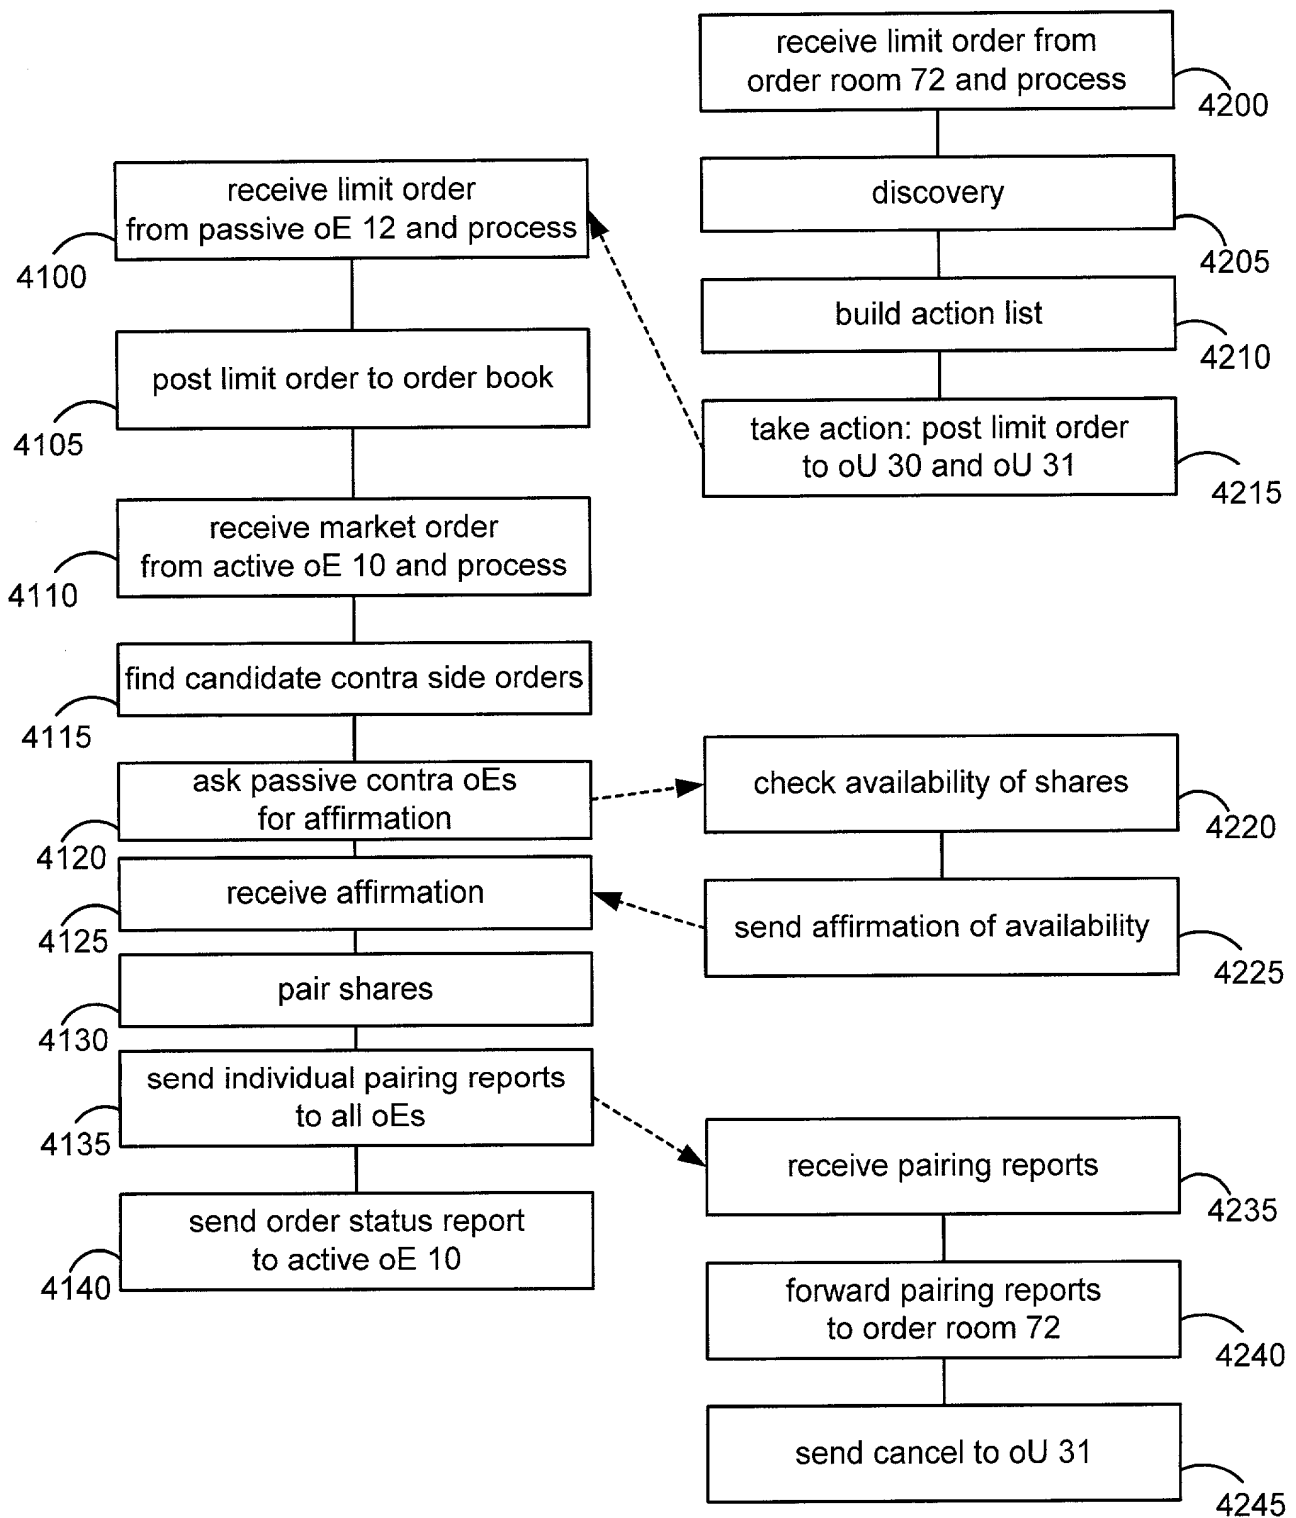 receive limit order from
order room 72 and process
4200
discovery
4205
build action list
4210
take action: post limit order
to oU 30 and oU 31
4215
receive limit order
from passive oE 12 and process
4100
post limit order to order book
4105
receive market order
from active oE 10 and process
4110
find candidate contra side orders
4115
ask passive contra oEs
for affirmation
4120
check availability of shares
4220
send affirmation of availability
4225
receive affirmation
4125
pair shares
4130
send individual pairing reports
to all oEs
4135
receive pairing reports
4235
forward pairing reports
to order room 72
4240
send cancel to oU 31
4245
send order status report
to active oE 10
4140